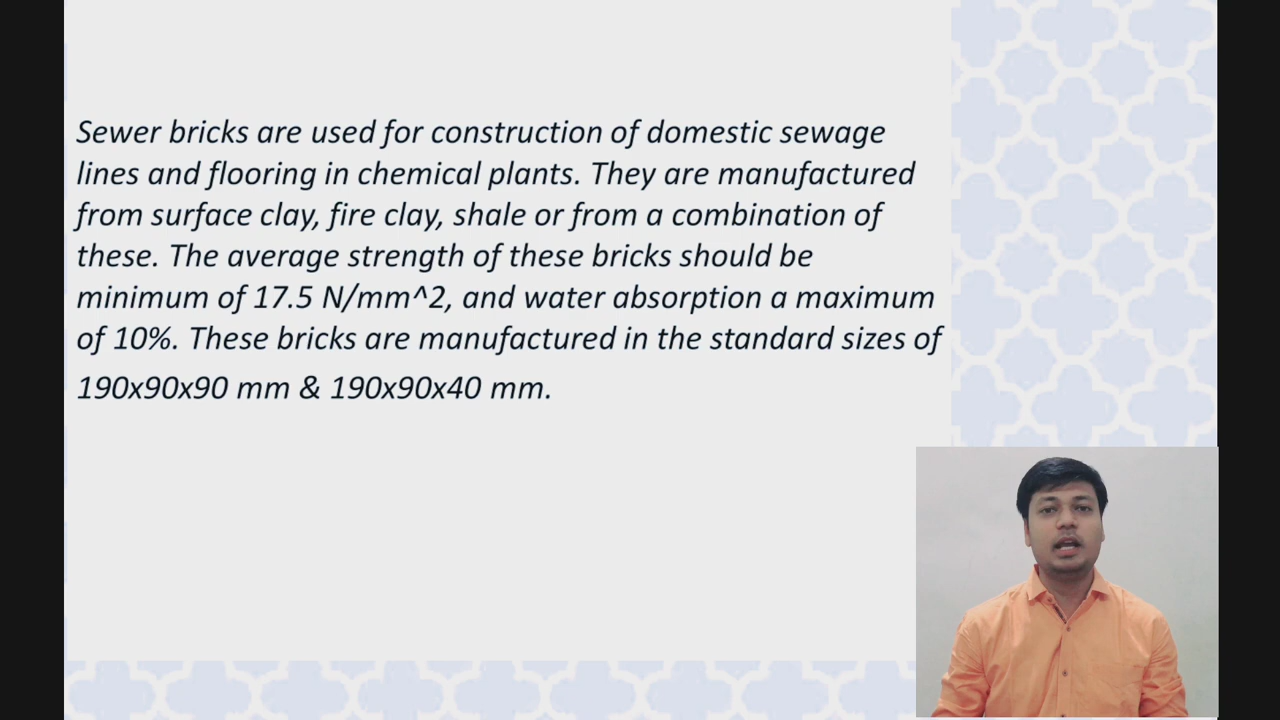 Sewer bricks are used for construction of domestic sewage
lines and flooring in chemical plants. They are manufactured
from surface clay, fire clay, shale or from a combination of
these. The average strength of these bricks should be
minimum of 17.5 N/mm^2, and water absorption a maximum
of 10%. These bricks are manufactured in the standard sizes of
190x90x90 mm & 190x90x40 mm.